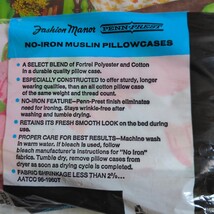 Fashion Manor PENN-PREST
NO-IRON MUSLIN PILLOWCASES
• A SELECT BLEND of Fortrel Polyester and Cotton
in a durable quality pillow case.
• ESPECIALLY CONSTRUCTED to offer sturdy, longer
wearing qualities, than an all cotton pillow case
of the same weight and thread count.
• NO-IRON FEATURE—Penn-Prest finish eliminates
need for ironing. Stays wrinkle-free after
washing and tumble drying.
• RETAINS ITS FRESH SMOOTH LOOK on the bed during
use.
• PROPER CARE FOR BEST RESULTS—Machine wash
in warm water. If bleach is used, follow
bleach manufacturer's instructions for "No Iron"
fabrics. Tumble dry, remove pillow cases from
dryer as soon as drying cycle is completed.
• FABRIC SHRINKAGE LESS THAN 2%
AATCC 96-1960T